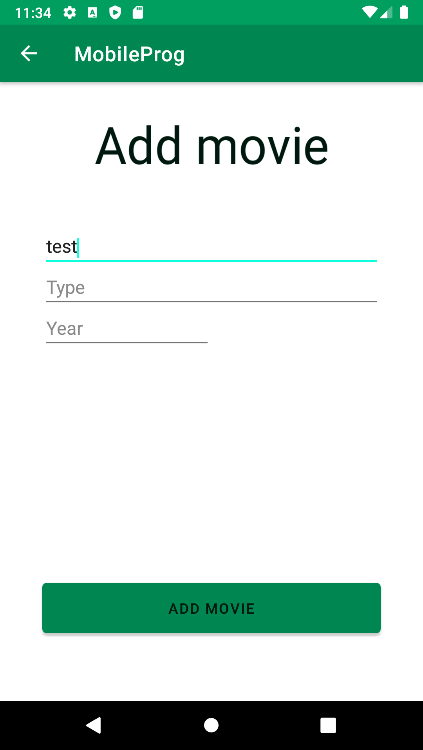 11:34
MobileProg
Add movie
test
Type
Year
ADD MOVIE